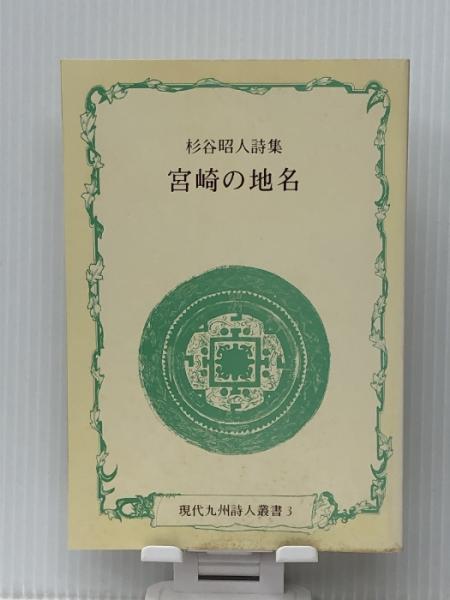 杉谷昭人詩集
宮崎の地名
現代九州詩人叢書3